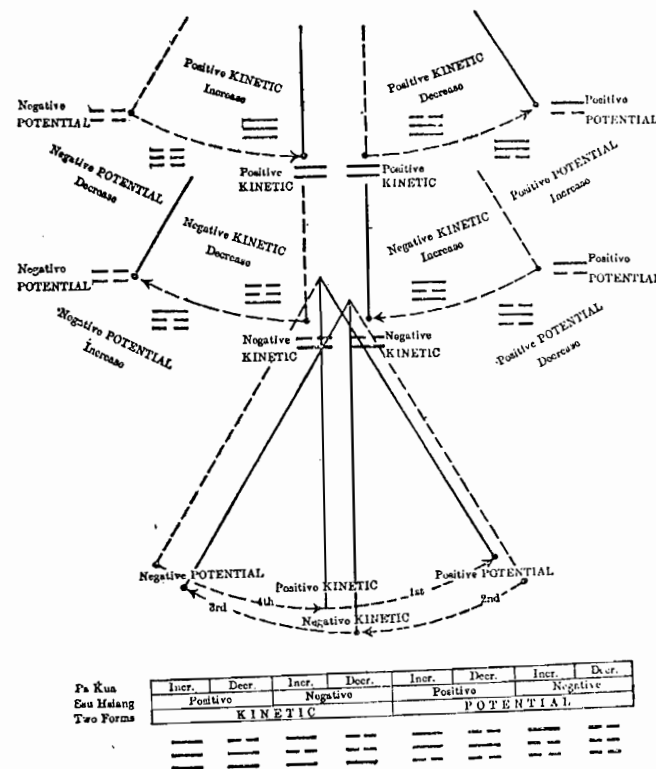 Positive KINETIC
Increase
Positive KINETIC
Decrease
Negative
POTENTIAL
Positive
POTENTIAL
Positive
KINETIC
Positive
KINETIC
Negative POTENTIAL
Decrease
Positive POTENTIAL
Increase
Negative KINETIC
Decrease
Negative KINETIC
Increase
Negative
POTENTIAL
Positive
POTENTIAL
Negative POTENTIAL
Increase
Negative
KINETIC
Negative
KINETIC
Positive POTENTIAL
Decrease
Negative POTENTIAL
Positive KINETIC
Positive POTENTIAL
3rd 4th 1st 2nd
Negative KINETIC
Pa Kua Incr. Decr. Incr. Decr. Incr. Decr. Incr. Decr.
Ssu Hsiang Positive Negative Positive Negative
Two Forms KINETIC POTENTIAL